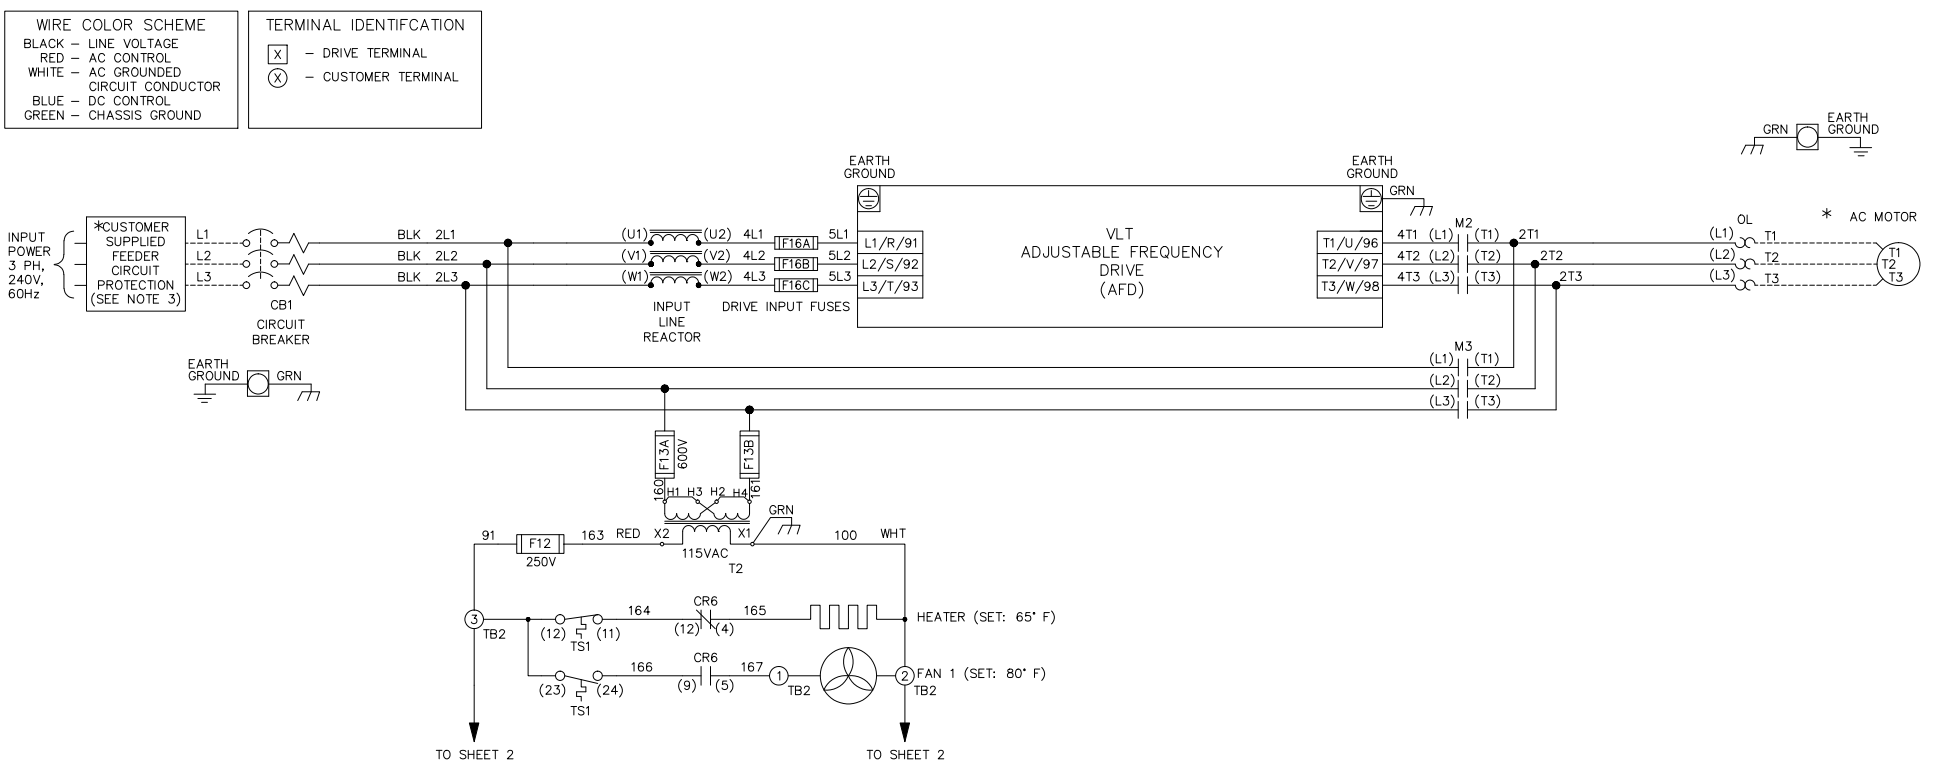 WIRE COLOR SCHEME
BLACK – LINE VOLTAGE
RED – AC CONTROL
WHITE – AC GROUNDED
CIRCUIT CONDUCTOR
BLUE – DC CONTROL
GREEN – CHASSIS GROUND
TERMINAL IDENTIFCATION
X – DRIVE TERMINAL
X – CUSTOMER TERMINAL
INPUT
POWER
3 PH,
240V,
60Hz
*CUSTOMER
SUPPLIED
FEEDER
CIRCUIT
PROTECTION
(SEE NOTE 3)
L1
L2
L3
CB1
CIRCUIT
BREAKER
EARTH
GROUND
GRN
BLK 2L1
BLK 2L2
BLK 2L3
(U1) (U2) 4L1 F16A 5L1
(V1) (V2) 4L2 F16B 5L2
(W1) (W2) 4L3 F16C 5L3
INPUT
LINE
REACTOR
DRIVE INPUT FUSES
EARTH
GROUND
L1/R/91
L2/S/92
L3/T/93
VLT
ADJUSTABLE FREQUENCY
DRIVE
(AFD)
EARTH
GROUND
GRN
T1/U/96
T2/V/97
T3/W/98
M2
4T1 (L1) (T1) 2T1
4T2 (L2) (T2) 2T2
4T3 (L3) (T3) 2T3
M3
(L1) (T1)
(L2) (T2)
(L3) (T3)
GRN
EARTH
GROUND
OL
* AC MOTOR
(L1) T1
(L2) T2
(L3) T3
T1
T2
T3
F13A
600V
F13B
160
161
H1 H3 H2 H4
GRN
91 F12 163 RED X2 X1 100 WHT
250V
115VAC
T2
3
TB2
(12) (11)
TS1
164
CR6
(12) (4)
165
HEATER (SET: 65° F)
(23) (24)
TS1
166
CR6
(9) (5)
167
1
TB2
2
TB2
FAN 1 (SET: 80° F)
TO SHEET 2
TO SHEET 2